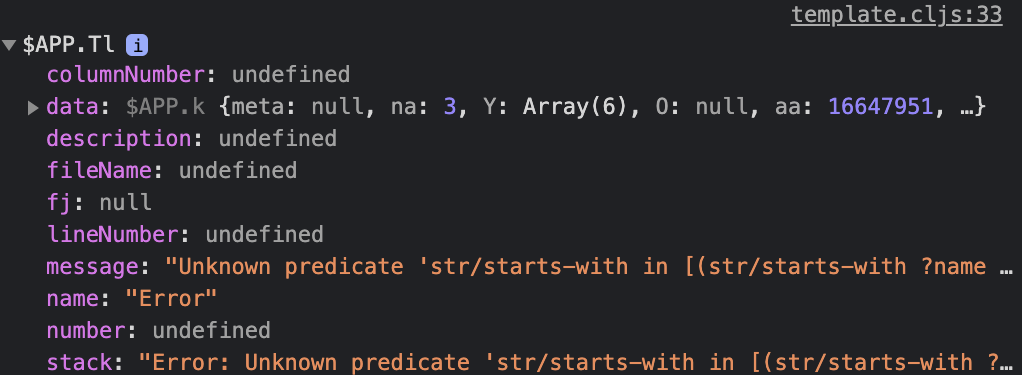 template.cljs:33
▼$APP.Tl i
columnNumber: undefined
▶data: $APP.k {meta: null, na: 3, Y: Array(6), O: null, aa: 16647951, …}
description: undefined
fileName: undefined
fj: null
lineNumber: undefined
message: "Unknown predicate 'str/starts-with in [(str/starts-with ?name …
name: "Error"
number: undefined
stack: "Error: Unknown predicate 'str/starts-with in [(str/starts-with ?…